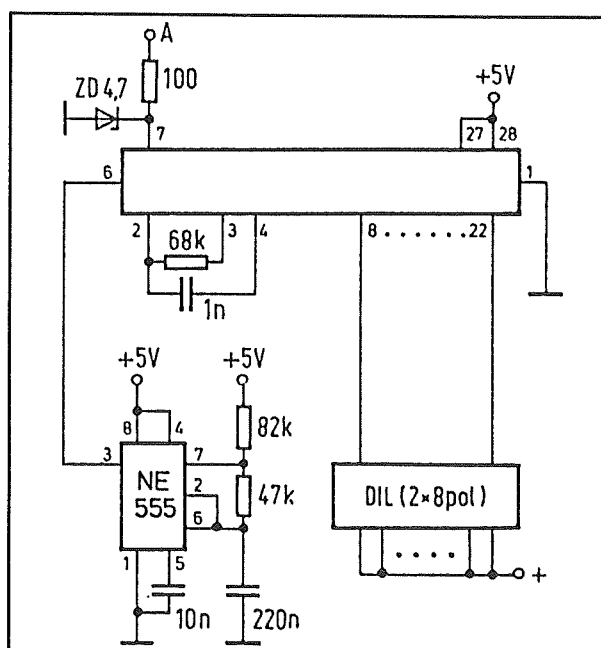 A
100
ZD 4,7
+5V
7
27 28
6
1
2
3 4
8 . . . . . . 22
68k
1n
+5V
+5V
8 4
82k
3
7
NE
555
2
47k
DIL (2×8pol)
6
1 5
. . . .
+
10n
220n